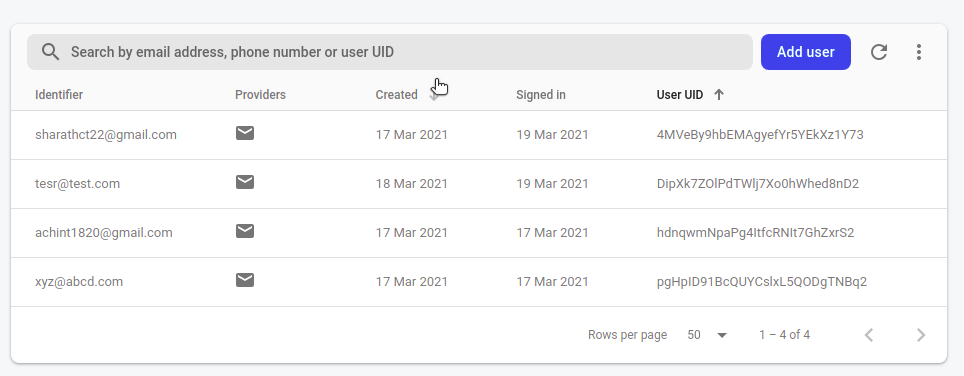 Search by email address, phone number or user UID Add user
Identifier Providers Created Signed in User UID
sharathct22@gmail.com 17 Mar 2021 19 Mar 2021 4MVeBy9hbEMAgyefYr5YEkXz1Y73
tesr@test.com 18 Mar 2021 19 Mar 2021 DipXk7ZOlPdTWlj7Xo0hWhed8nD2
achint1820@gmail.com 17 Mar 2021 17 Mar 2021 hdnqwmNpaPg4ItfcRNIt7GhZxrS2
xyz@abcd.com 17 Mar 2021 17 Mar 2021 pgHpID91BcQUYCslxL5QODgTNBq2
Rows per page 50 1 – 4 of 4